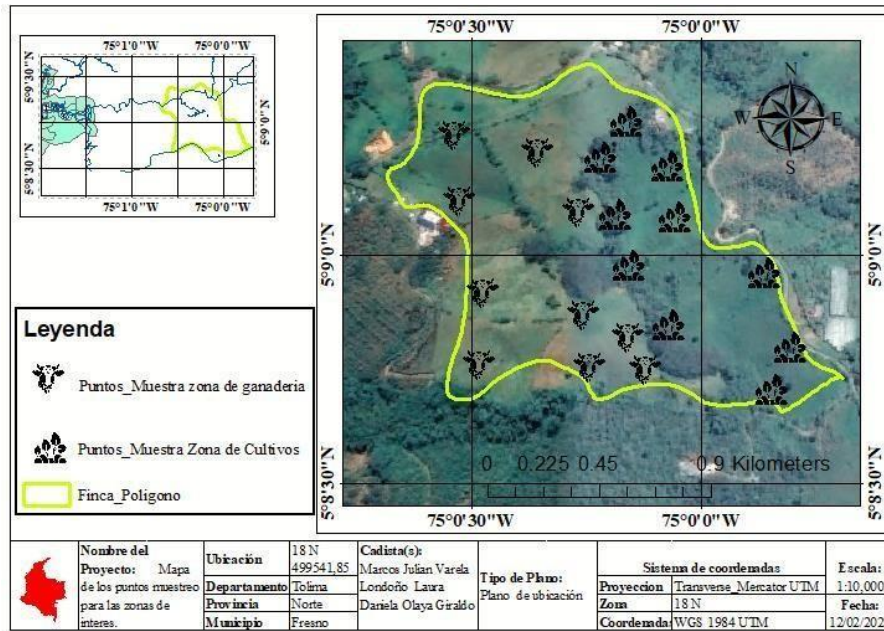 75°1'0"W 75°0'0"W
5°9'30"N
5°9'0"N
5°8'30"N
75°1'0"W 75°0'0"W
75°0'30"W 75°0'0"W
N
W E
S
5°9'0"N 5°9'0"N
5°8'30"N 5°8'30"N
0 0.225 0.45 0.9 Kilometers
75°0'30"W 75°0'0"W
Leyenda
Puntos_Muestra zona de ganaderia
Puntos_Muestra Zona de Cultivos
Finca_Poligono
Nombre del
Proyecto: Mapa
de los puntos muestreo
para las zonas de
interes.
Ubicación 18 N
499541,85
Departamento Tolima
Provincia Norte
Municipio Fresno
Cadista(s):
Marcos Julian Varela
Londoño Laura
Daniela Olaya Giraldo
Tipo de Plano:
Plano de ubicación
Sistema de coordenadas
Proyeccion Transverse_Mercator UTM
Zona 18 N
Coordenada: WGS 1984 UTM
Escala:
1:10,000
Fecha:
12/02/202